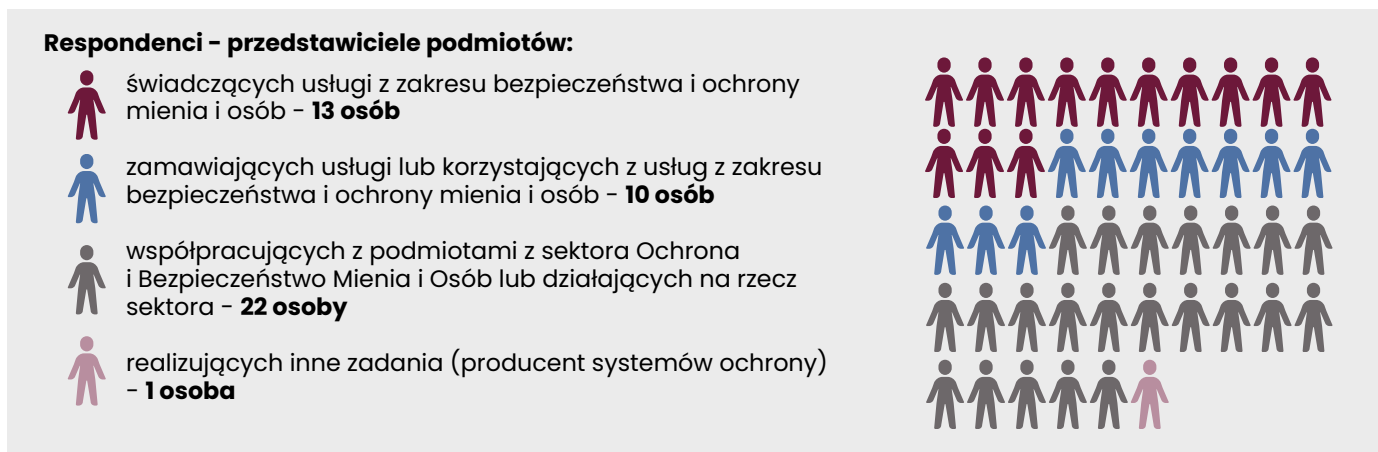 Respondenci - przedstawiciele podmiotów:
świadczących usługi z zakresu bezpieczeństwa i ochrony
mienia i osób - 13 osób
zamawiających usługi lub korzystających z usług z zakresu
bezpieczeństwa i ochrony mienia i osób - 10 osób
współpracujących z podmiotami z sektora Ochrona
i Bezpieczeństwo Mienia i Osób lub działających na rzecz
sektora - 22 osoby
realizujących inne zadania (producent systemów ochrony)
- 1 osoba